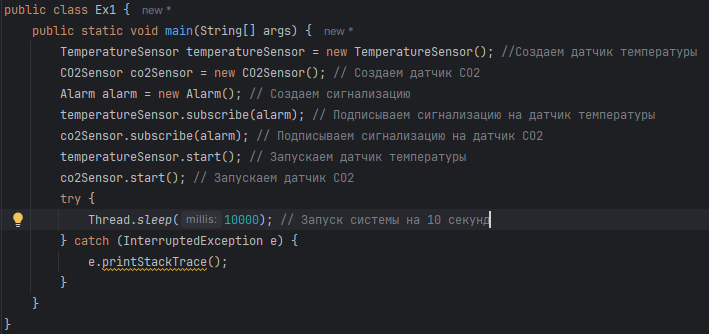 public class Ex1 { new *
public static void main(String[] args) { new *
TemperatureSensor temperatureSensor = new TemperatureSensor(); //Создаем датчик температуры
CO2Sensor co2Sensor = new CO2Sensor(); // Создаем датчик CO2
Alarm alarm = new Alarm(); // Создаем сигнализацию
temperatureSensor.subscribe(alarm); // Подписываем сигнализацию на датчик температуры
co2Sensor.subscribe(alarm); // Подписываем сигнализацию на датчик CO2
temperatureSensor.start(); // Запускаем датчик температуры
co2Sensor.start(); // Запускаем датчик CO2
try {
Thread.sleep( millis: 10000); // Запуск системы на 10 секунд
} catch (InterruptedException e) {
e.printStackTrace();
}
}
}